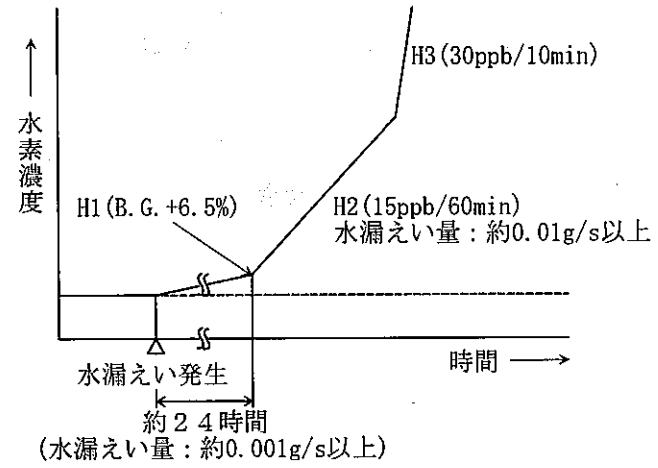 H3(30ppb/10min)
水素濃度
H1(B.G.+6.5%)
H2(15ppb/60min)
水漏えい量：約0.01g/s以上
時間
水漏えい発生
約２４時間
(水漏えい量：約0.001g/s以上)